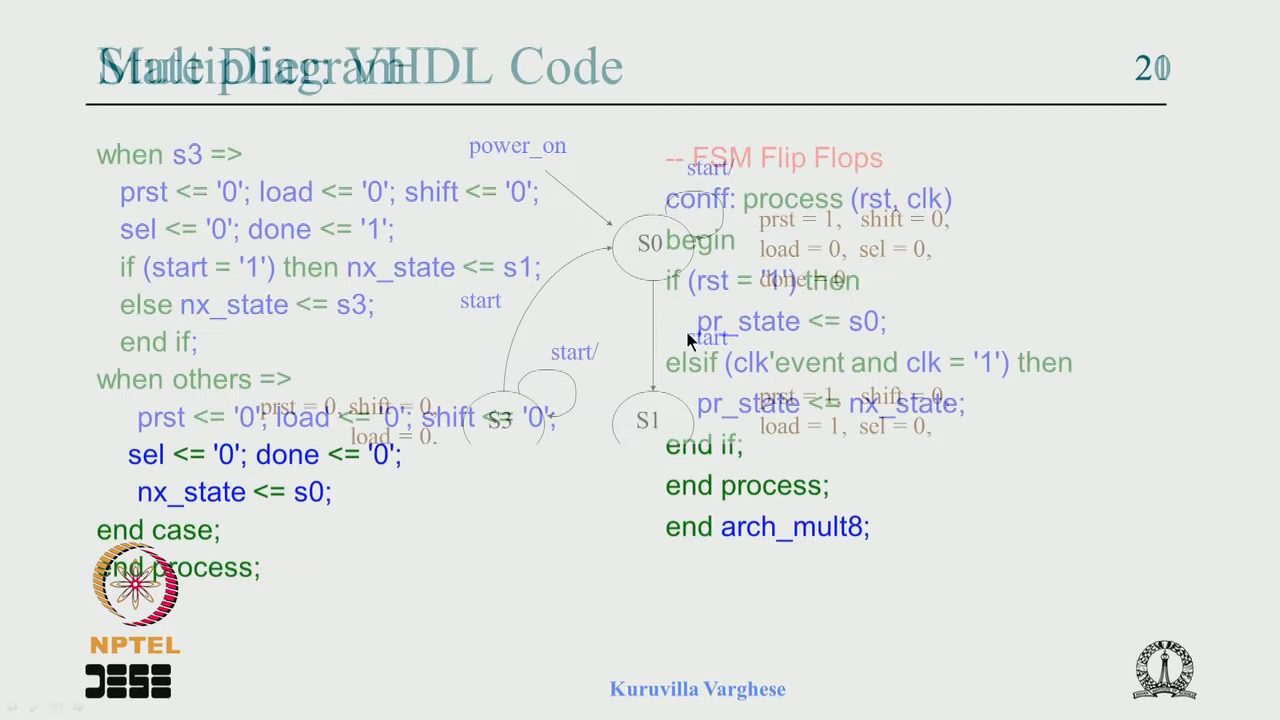 State Diagram
Multiplier: VHDL Code
when s3 =>
prst <= '0'; load <= '0'; shift <= '0';
sel <= '0'; done <= '1';
if (start = '1') then nx_state <= s1;
else nx_state <= s3;
end if;
when others =>
prst <= '0'; load <= '0'; shift <= '0';
sel <= '0'; done <= '0';
nx_state <= s0;
end case;
end process;
power_on
S0
start
start/
S3
S1
prst = 0, shift = 0,
load = 0,
-- FSM Flip Flops
start/
conff: process (rst, clk)
prst = 1, shift = 0,
begin
load = 0, sel = 0,
if (rst = '1') then
done = 0
pr_state <= s0;
start
elsif (clk'event and clk = '1') then
prst = 1, shift = 0,
pr_state <= nx_state;
load = 1, sel = 0,
end if;
end process;
end arch_mult8;
NPTEL
Kuruvilla Varghese